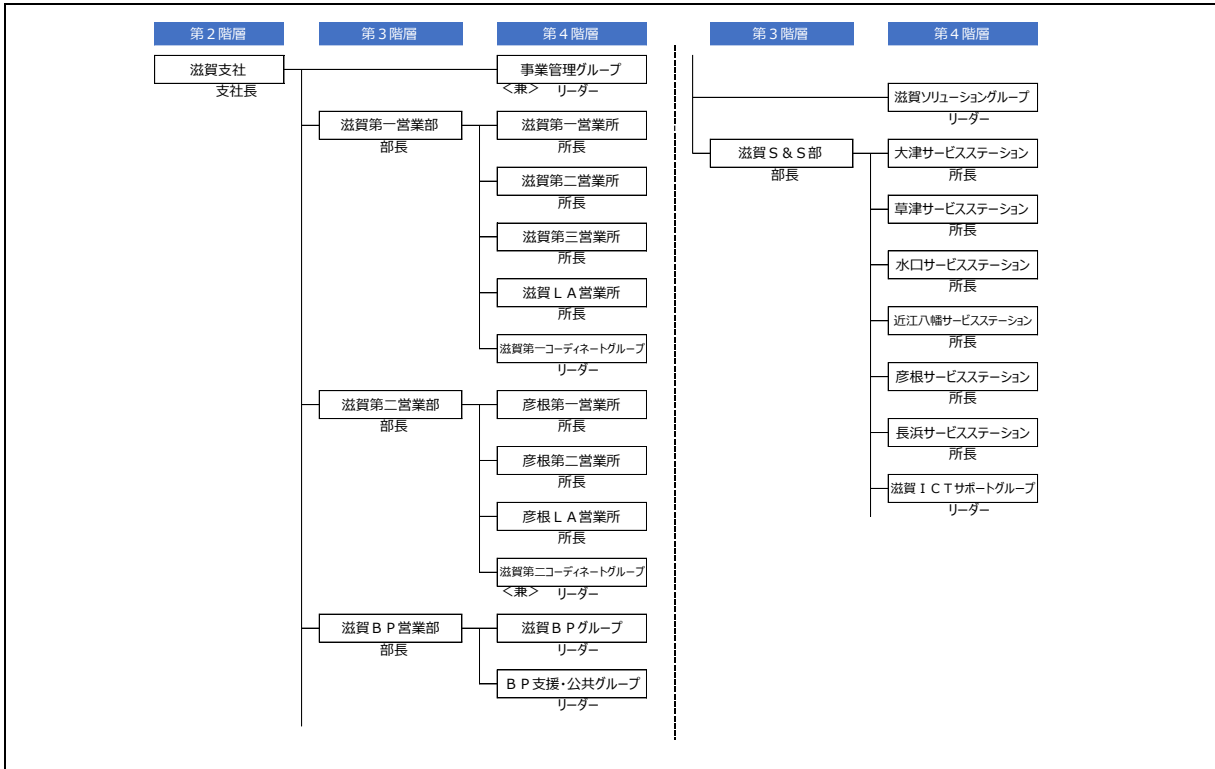 第２階層
第３階層
第４階層
滋賀支社
支社長
事業管理グループ
<兼> リーダー
滋賀第一営業部
部長
滋賀第一営業所
所長
滋賀第二営業所
所長
滋賀第三営業所
所長
滋賀ＬＡ営業所
所長
滋賀第一コーディネートグループ
リーダー
滋賀第二営業部
部長
彦根第一営業所
所長
彦根第二営業所
所長
彦根ＬＡ営業所
所長
滋賀第二コーディネートグループ
<兼> リーダー
滋賀ＢＰ営業部
部長
滋賀ＢＰグループ
リーダー
ＢＰ支援・公共グループ
リーダー
第３階層
第４階層
滋賀ソリューショングループ
リーダー
滋賀Ｓ＆Ｓ部
部長
大津サービスステーション
所長
草津サービスステーション
所長
水口サービスステーション
所長
近江八幡サービスステーション
所長
彦根サービスステーション
所長
長浜サービスステーション
所長
滋賀ＩＣＴサポートグループ
リーダー